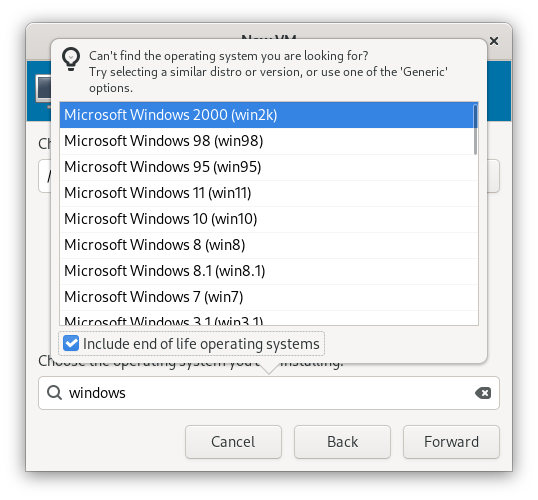 New VM
Can't find the operating system you are looking for?
Try selecting a similar distro or version, or use one of the 'Generic'
options.
Microsoft Windows 2000 (win2k)
Microsoft Windows 98 (win98)
Microsoft Windows 95 (win95)
Microsoft Windows 11 (win11)
Microsoft Windows 10 (win10)
Microsoft Windows 8 (win8)
Microsoft Windows 8.1 (win8.1)
Microsoft Windows 7 (win7)
Microsoft Windows 3.1 (win3.1)
Include end of life operating systems
Choose the operating system installing:
windows
Cancel
Back
Forward